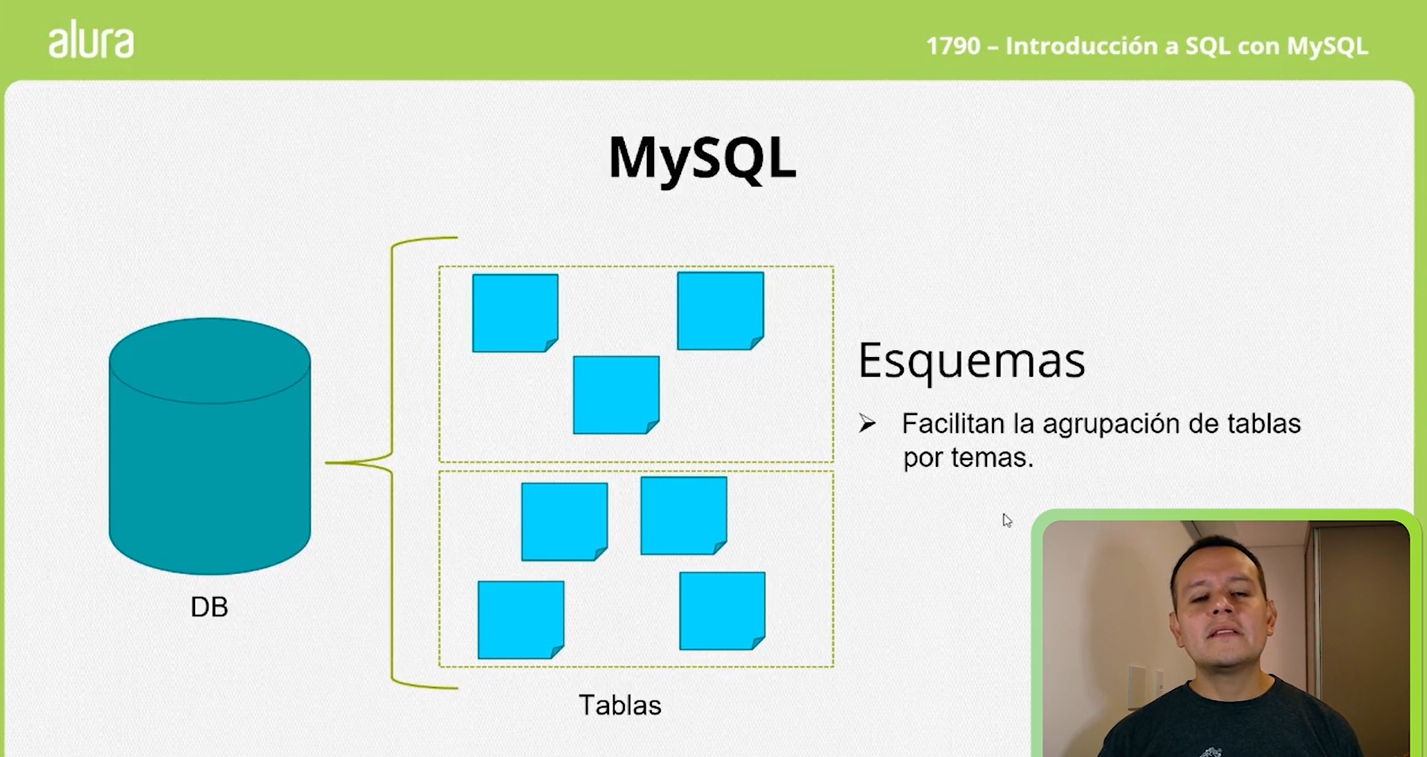 alura
1790 – Introducción a SQL con MySQL
MySQL
Esquemas
Facilitan la agrupación de tablas
por temas.
DB
Tablas